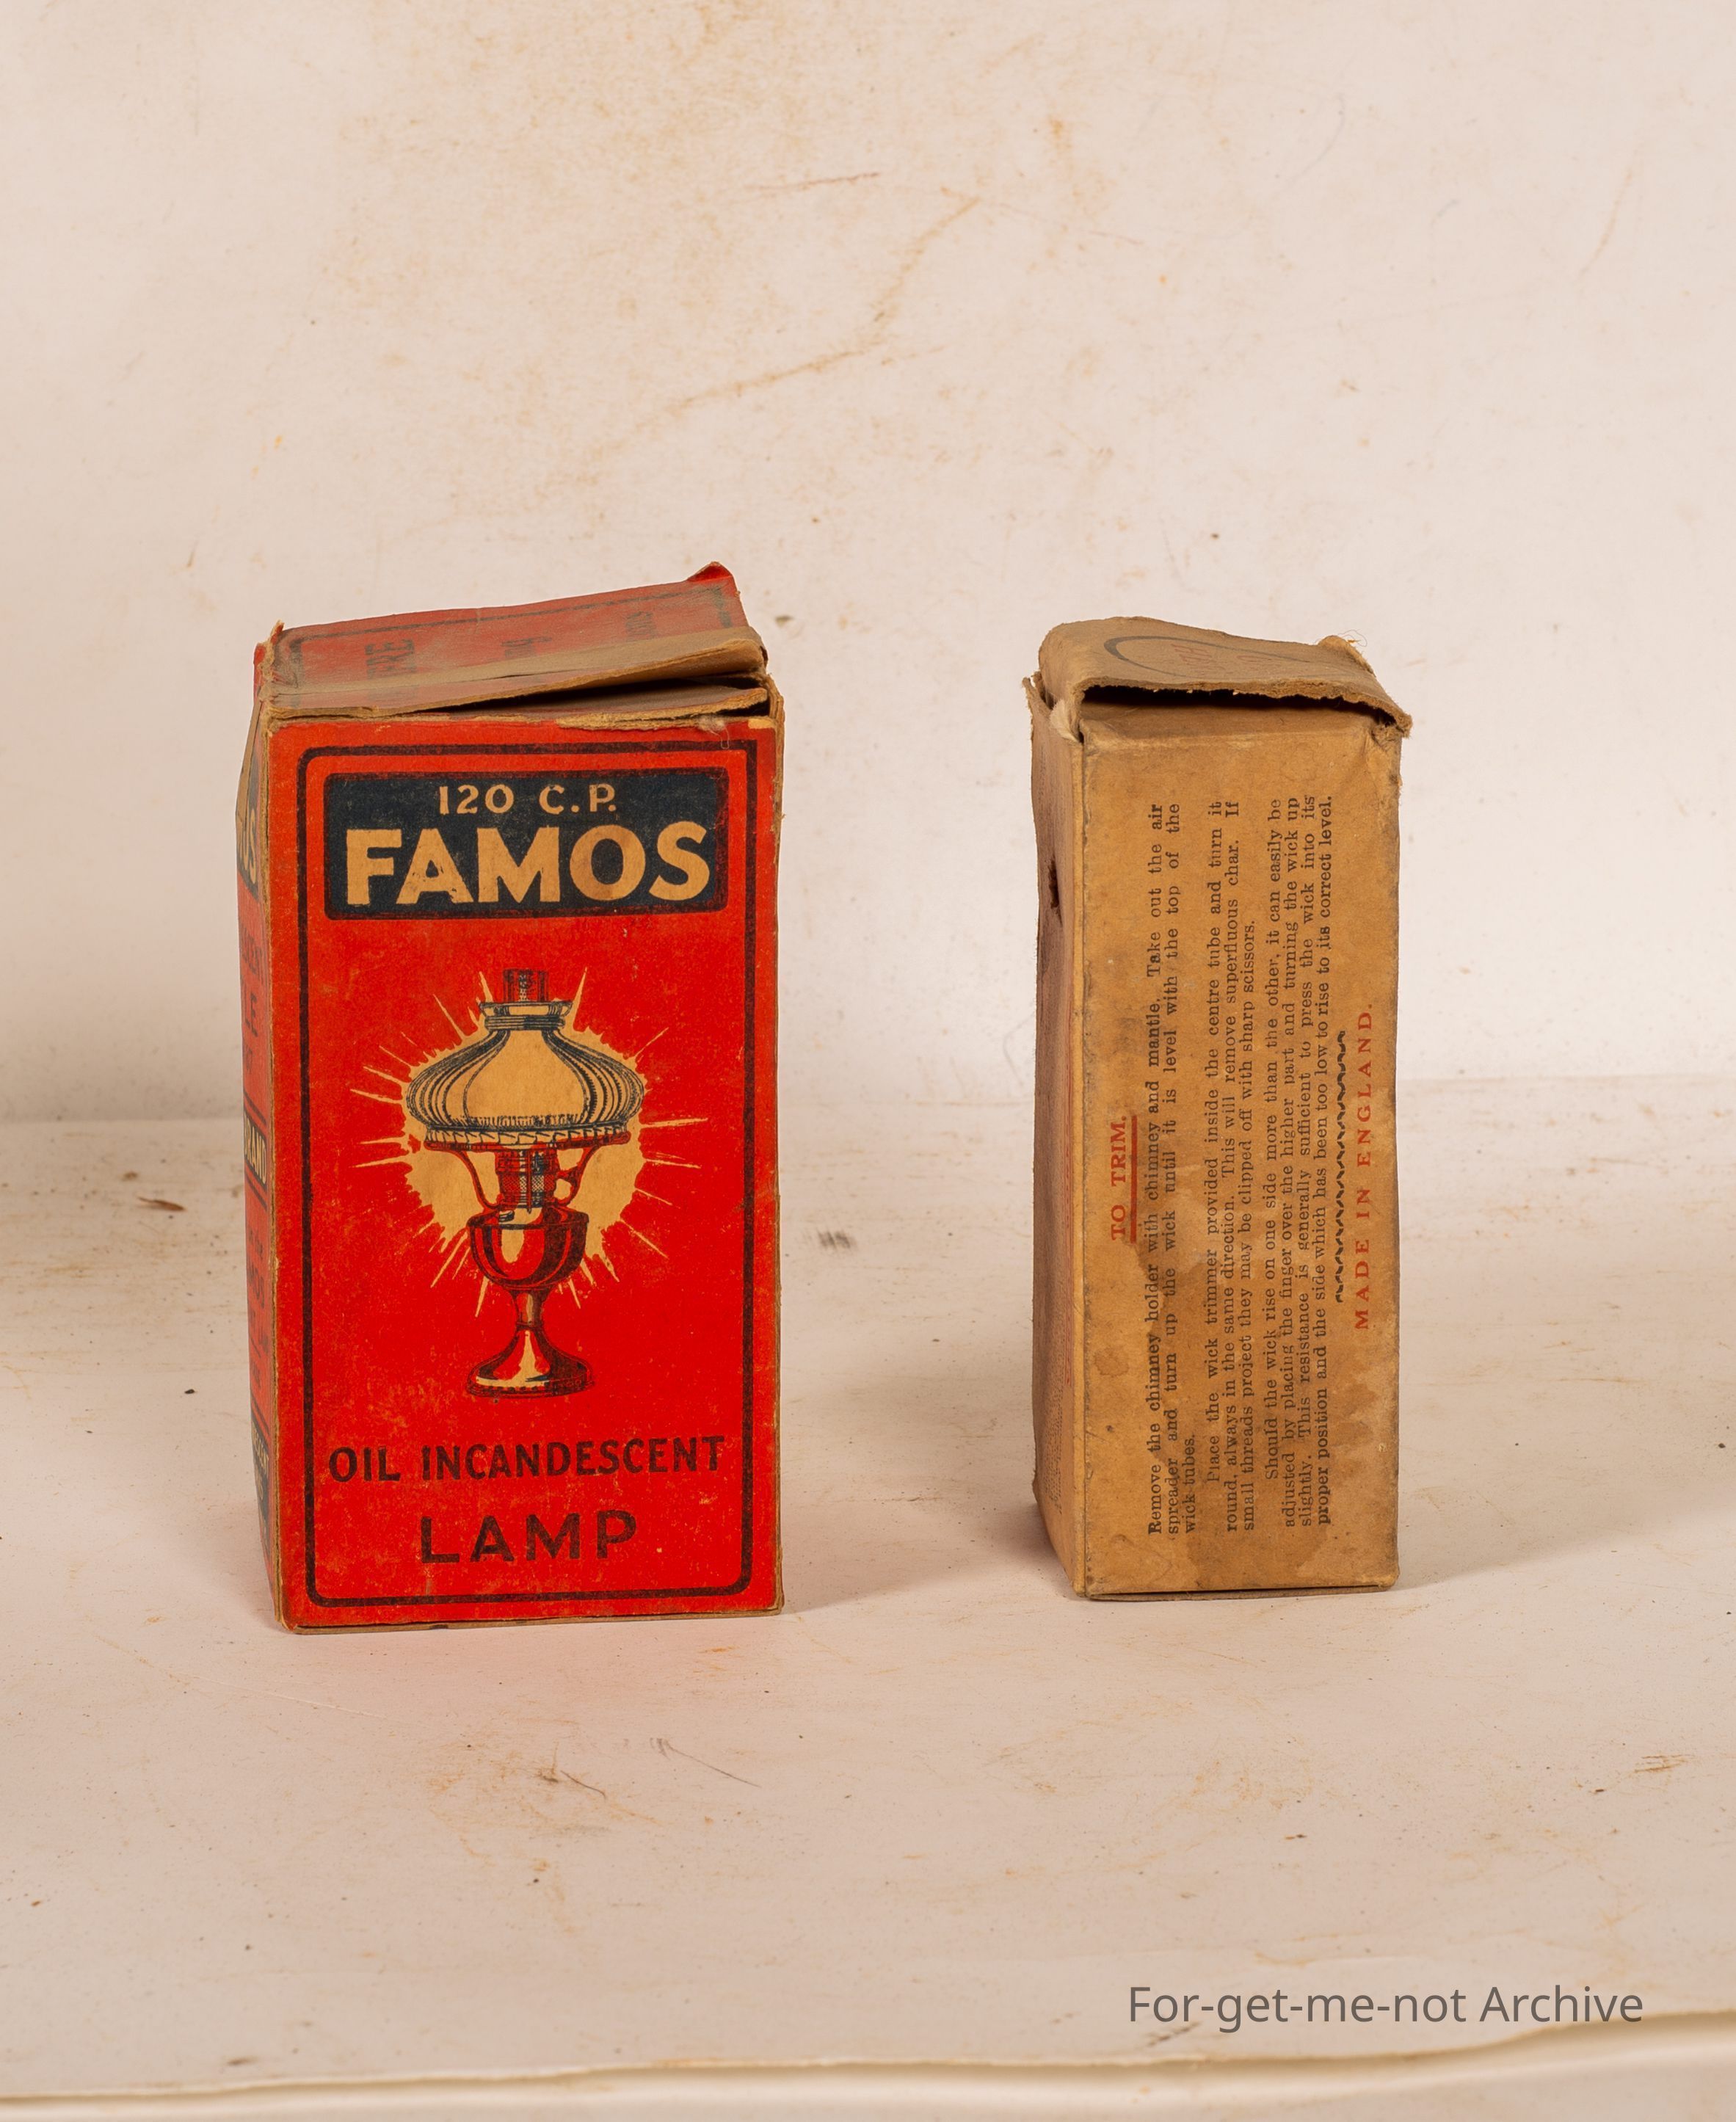 120 C.P.
FAMOS
OIL INCANDESCENT
LAMP
TO TRIM.
Remove the chimney holder with chimney and mantle. Take out the air
spreader and turn up the wick until it is level with the top of the
wick tubes.
Place the wick trimmer provided inside the centre tube and turn it
round, always in the same direction. This will remove superfluous char. If
small threads project they may be clipped off with sharp scissors.
Should the wick rise on one side more than the other, it can easily be
adjusted by placing the finger over the higher part and turning the wick up
slightly. This resistance is generally sufficient to press the wick into its
proper position and the side which has been too low to rise to its correct level.
MADE IN ENGLAND.
For-get-me-not Archive